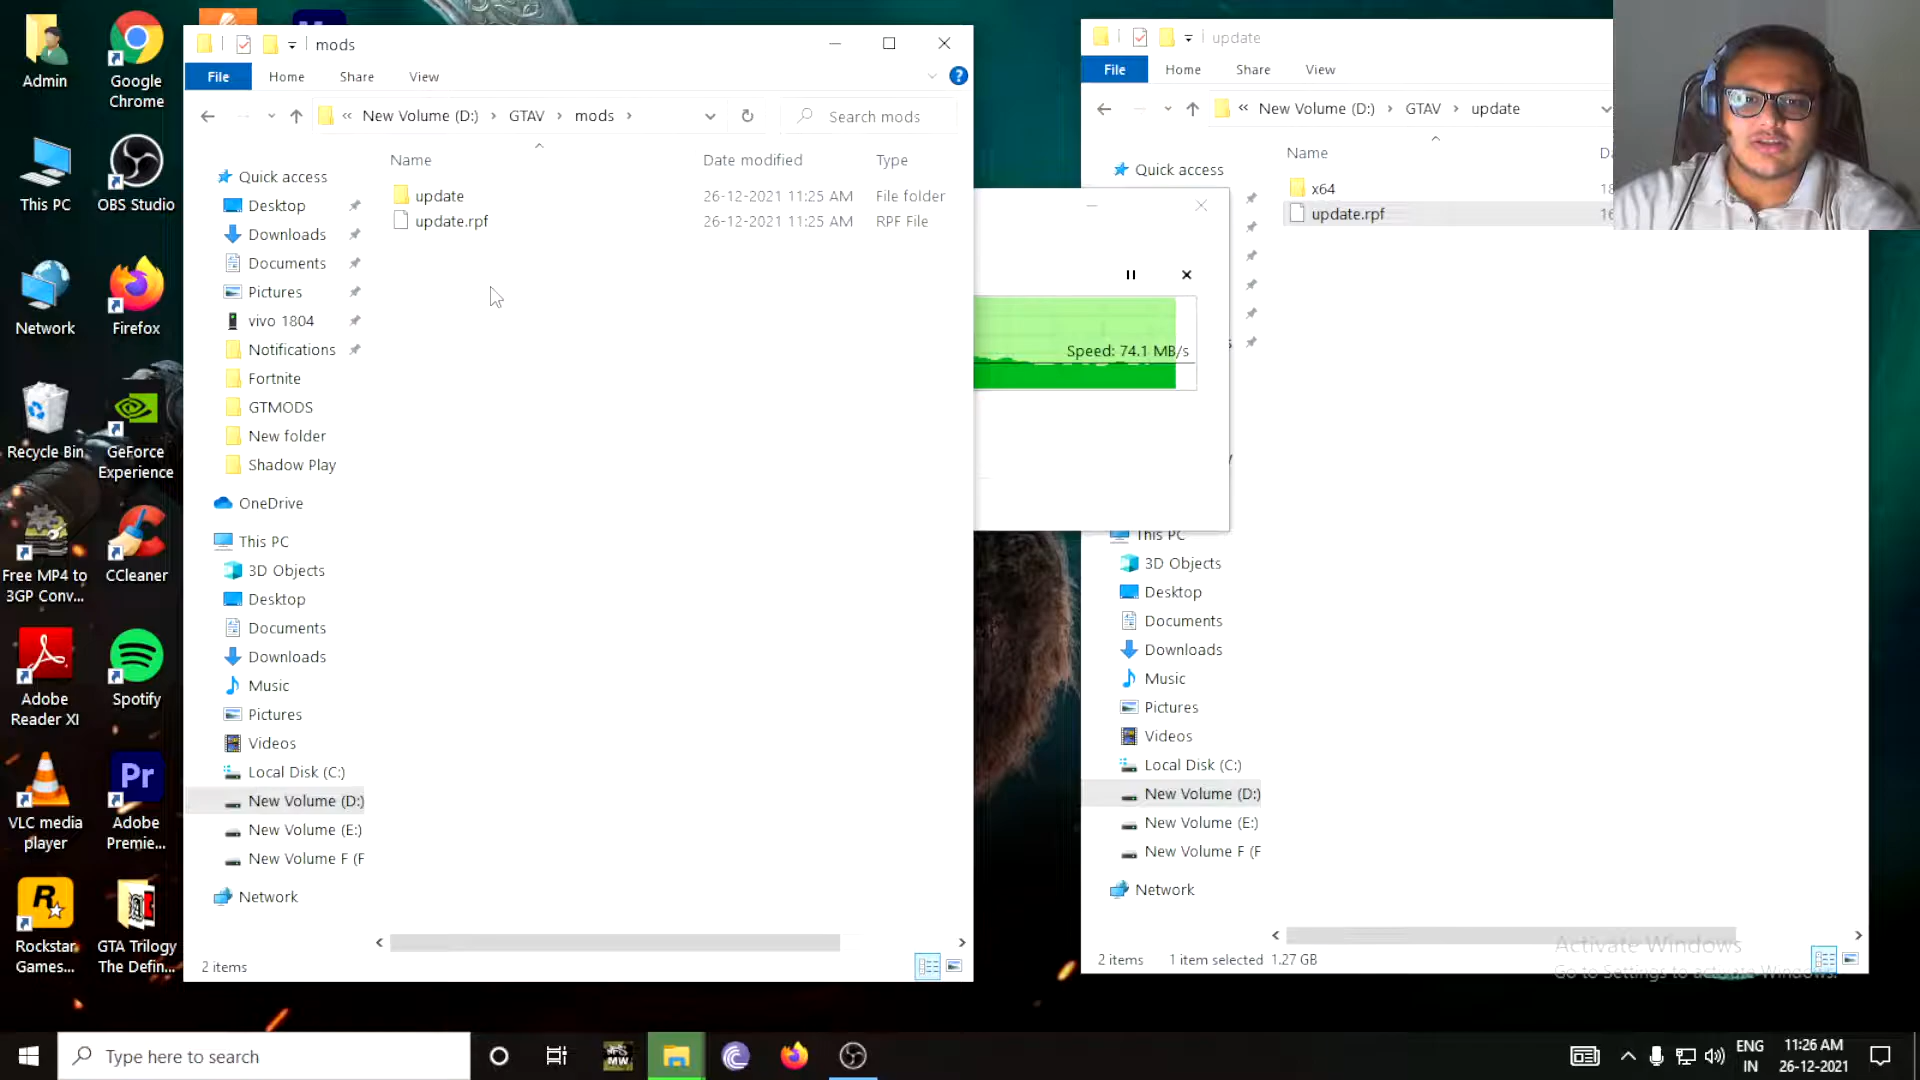 Admin
Google
Chrome
This PC
OBS Studio
Network
Firefox
Recycle Bin
GeForce
Experience
Free MP4 to
3GP Conv...
CCleaner
Adobe
Reader XI
Spotify
VLC media
player
Adobe
Premie...
Rockstar
Games...
GTA Trilogy
The Defin...
mods
File
Home
Share
View
New Volume (D:)
GTAV
mods
Search mods
Name
Date modified
Type
update
26-12-2021 11:25 AM
File folder
update.rpf
26-12-2021 11:25 AM
RPF File
Quick access
Desktop
Downloads
Documents
Pictures
vivo 1804
Notifications
Fortnite
GTMODS
New folder
Shadow Play
OneDrive
This PC
3D Objects
Desktop
Documents
Downloads
Music
Pictures
Videos
Local Disk (C:)
New Volume (D:)
New Volume (E:)
New Volume F (F
Network
2 items
Speed: 74.1 MB/s
update
File
Home
Share
View
New Volume (D:)
GTAV
update
Name
x64
update.rpf
Quick access
This PC
3D Objects
Desktop
Documents
Downloads
Music
Pictures
Videos
Local Disk (C:)
New Volume (D:)
New Volume (E:)
New Volume F (F
Network
2 items
1 item selected 1.27 GB
Activate Windows
Go to Settings to activate Windows.
Type here to search
ENG
IN
11:26 AM
26-12-2021